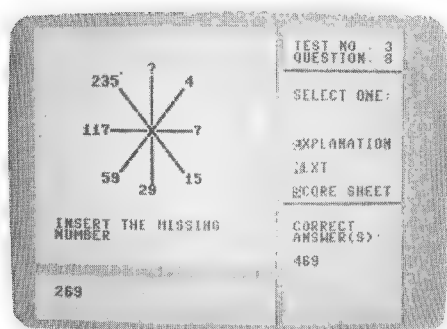 ?
235 4
117 7
59 15
29
INSERT THE MISSING
NUMBER
269
TEST NO . 3
QUESTION. 8
SELECT ONE:
EXPLANATION
NEXT
SCORE SHEET
CORRECT
ANSWER(S)
469